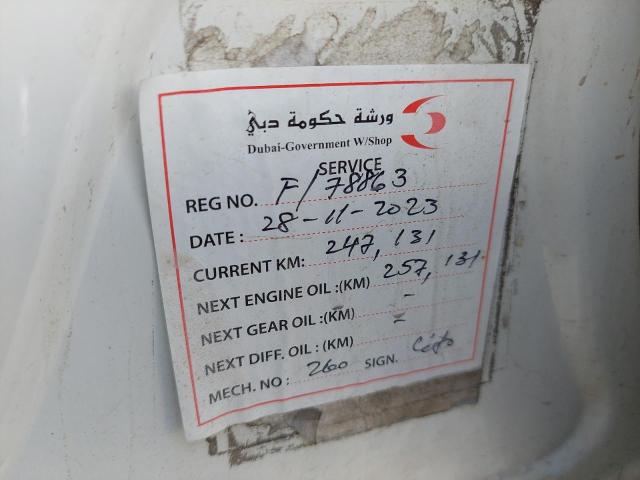 ورشة حكومة دبي
Dubai-Government W/Shop
SERVICE
REG NO. F/78863
DATE : 28-11-2023
CURRENT KM: 247,131
NEXT ENGINE OIL :(KM) 257,131
NEXT GEAR OIL :(KM) -
NEXT DIFF. OIL : (KM) -
MECH. NO : 260 SIGN.